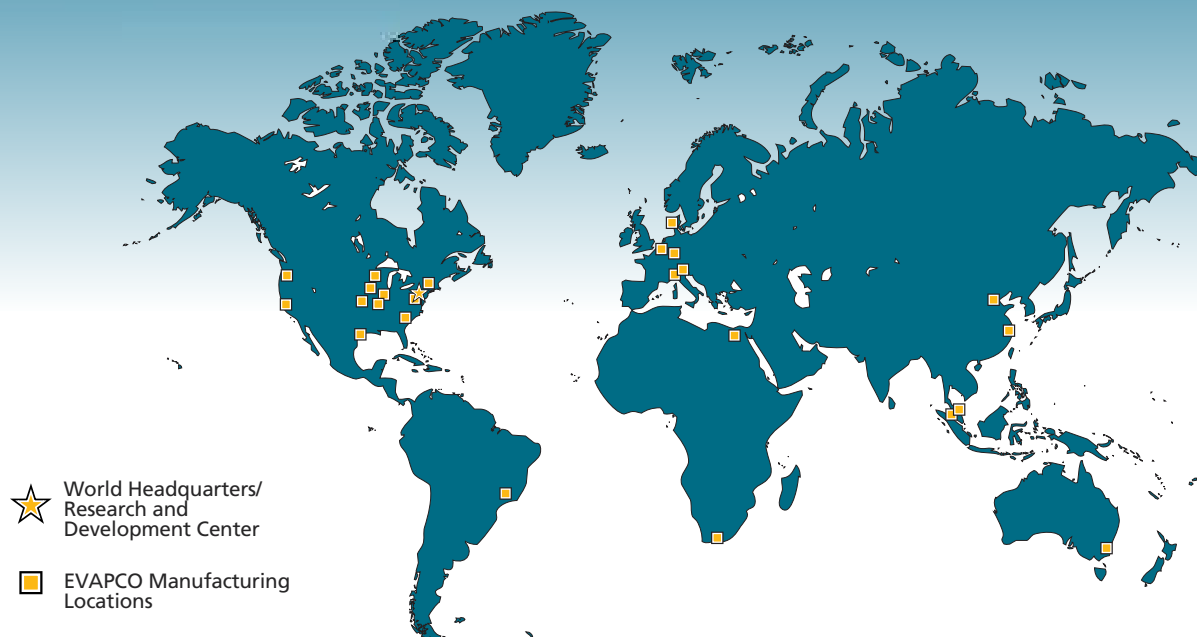 World Headquarters/
Research and
Development Center
EVAPCO Manufacturing
Locations